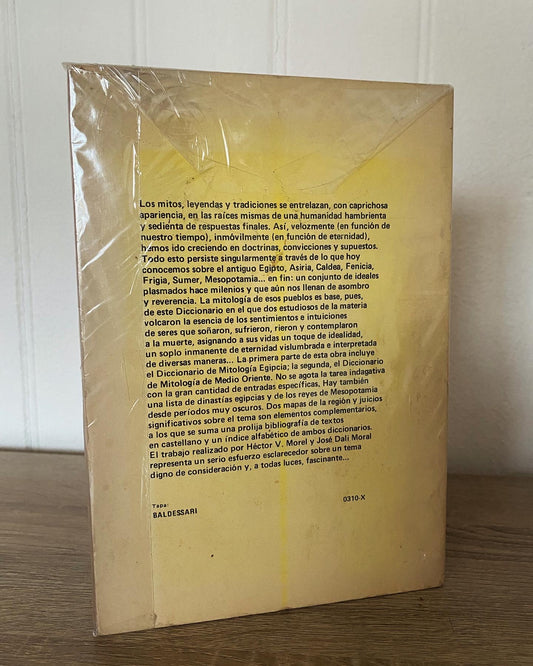 Los mitos, leyendas y tradiciones se entrelazan, con caprichosa
apariencia, en las raíces mismas de una humanidad hambrienta
y sedienta de respuestas finales. Así, velozmente (en función de
nuestro tiempo), inmóvilmente (en función de eternidad),
hemos ido creciendo en doctrinas, convicciones y supuestos.
Todo esto persiste singularmente a través de lo que hoy
conocemos sobre el antiguo Egipto, Asiria, Caldea, Fenicia,
Frigia, Sumer, Mesopotamia... en fin: un conjunto de ideales
plasmados hace milenios y que aún nos llenan de asombro
y reverencia. La mitología de esos pueblos es base, pues,
de este Diccionario en el que dos estudiosos de la materia
volcaron la esencia de los sentimientos e intuiciones
de seres que soñaron, sufrieron, rieron y contemplaron
a la muerte, asignando a sus vidas un toque de idealidad,
un soplo inmanente de eternidad vislumbrada e interpretada
de diversas maneras... La primera parte de esta obra incluye
el Diccionario de Mitología Egipcia; la segunda, el Diccionario
de Mitología de Medio Oriente. No se agota la tarea indagativa
con la gran cantidad de entradas específicas. Hay también
una lista de dinastías egipcias y de los reyes de Mesopotamia
desde períodos muy oscuros. Dos mapas de la región y juicios
significativos sobre el tema son elementos complementarios,
a los que se suma una prolija bibliografía de textos
en castellano y un índice alfabético de ambos diccionarios.
El trabajo realizado por Héctor V. Morel y José Dalí Moral
representa un serio esfuerzo esclarecedor sobre un tema
digno de consideración y, a todas luces, fascinante...
Tapa:
BALDESSARI
0310-X